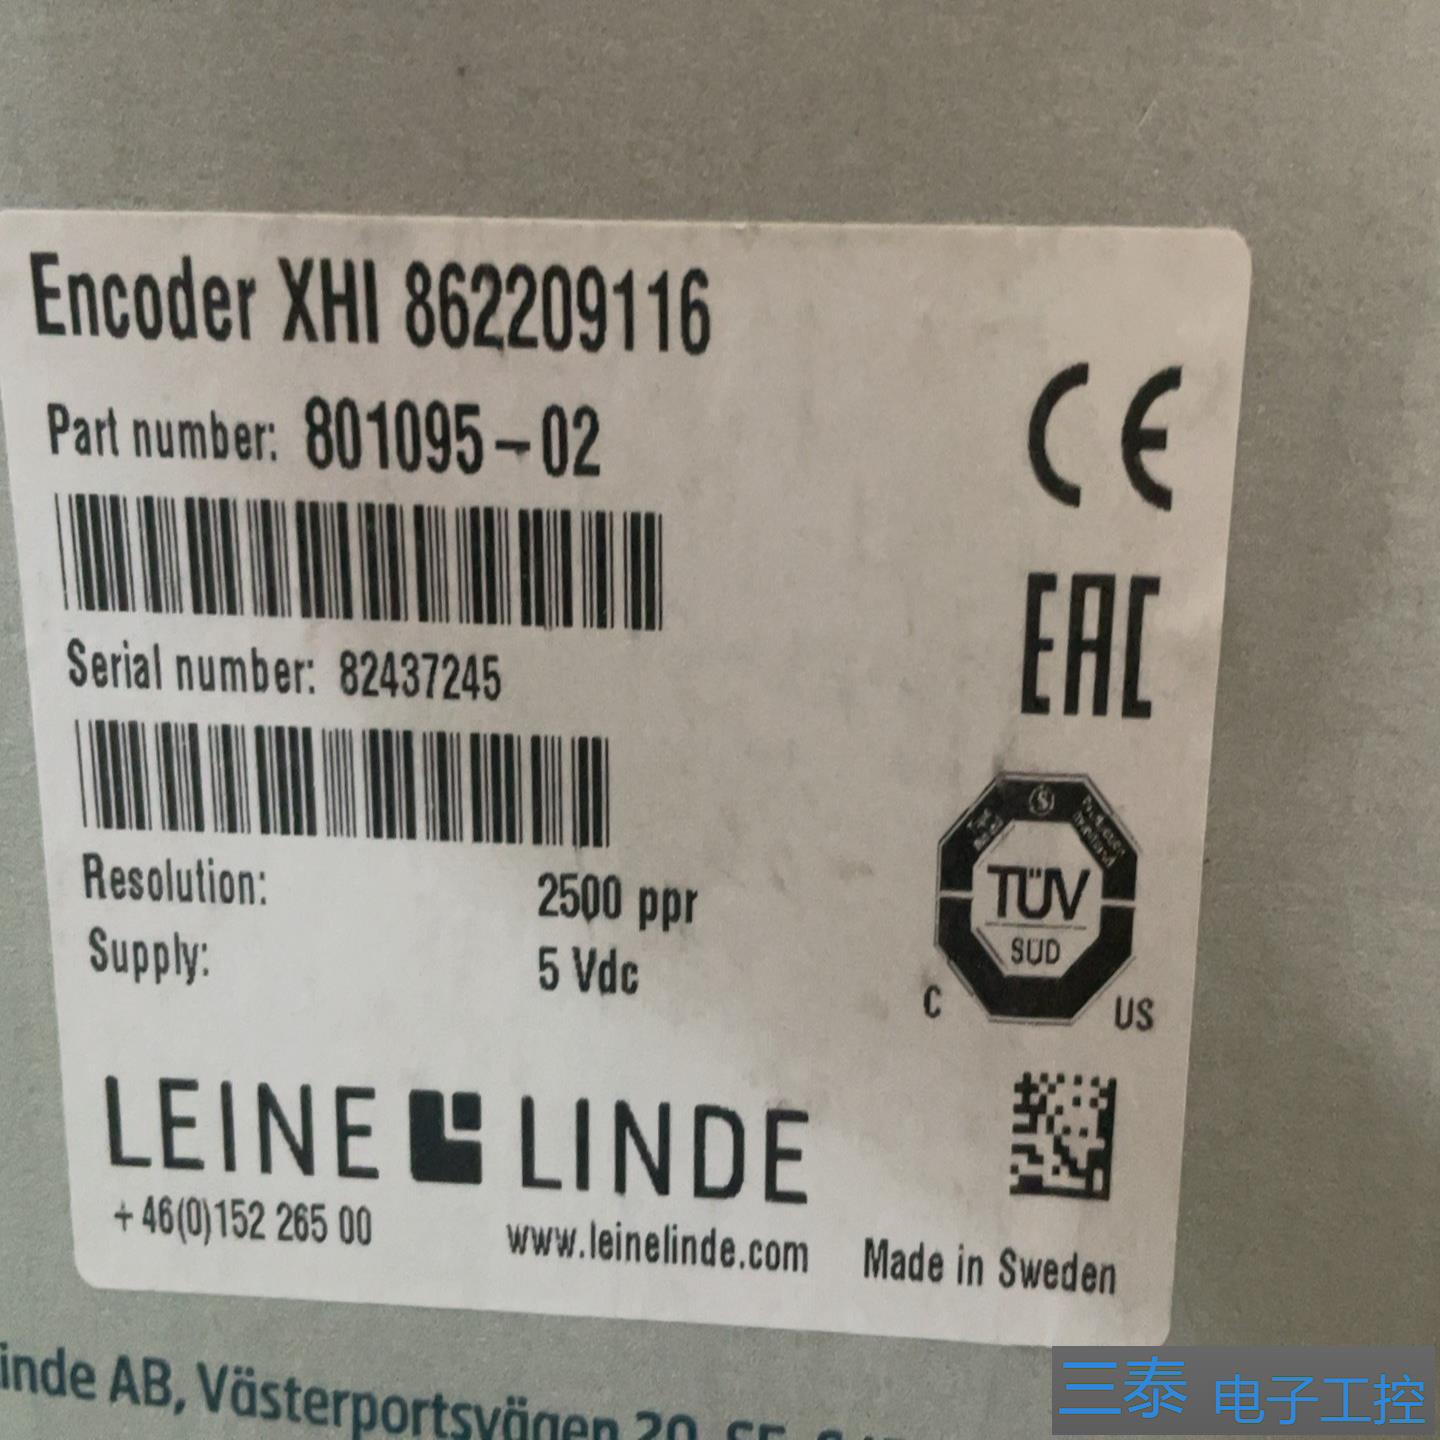 Encoder XHI 862209116
Part number: 801095-02
Serial number: 82437245
Resolution: 2500 ppr
Supply: 5 Vdc
CE
EAC
TÜV
SÜD
C US
LEINE LINDE
+46(0)152 265 00
www.leinelinde.com
Made in Sweden
inde AB, Västerportsvägen 20, SE-
三泰 电子工控